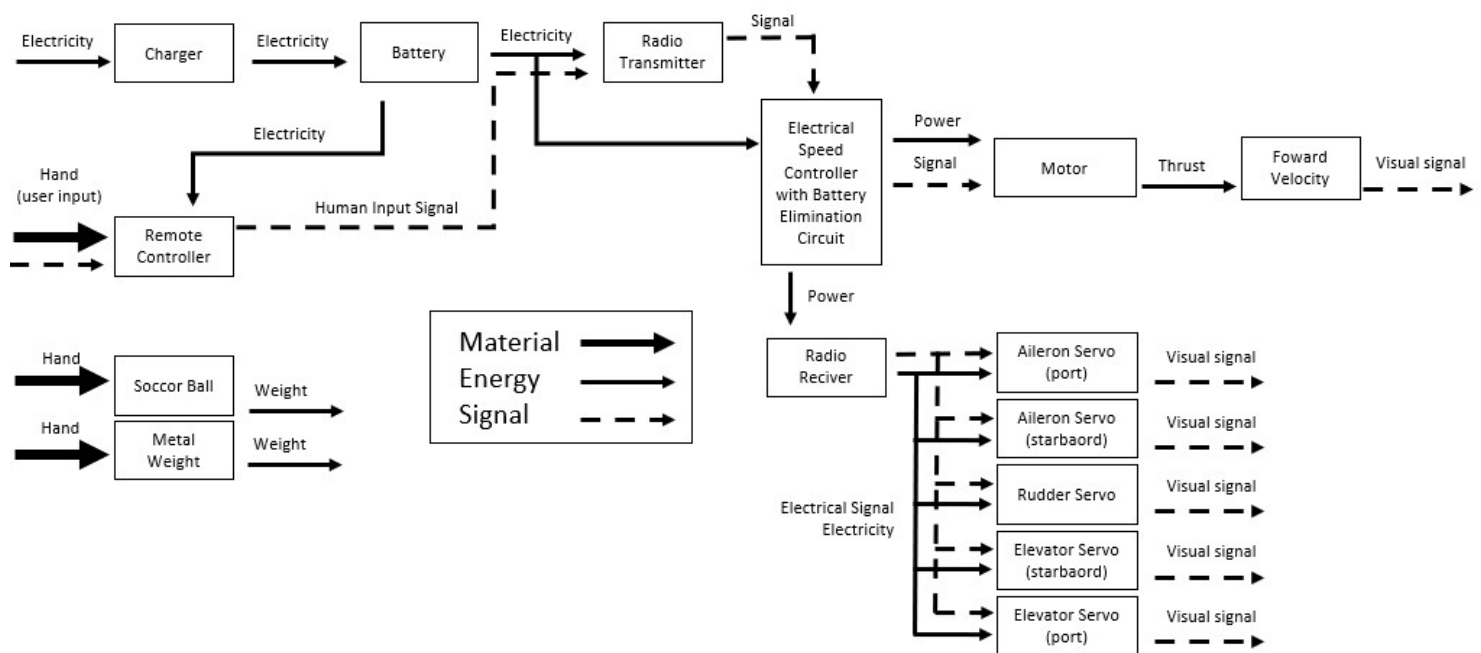 Electricity
Charger
Electricity
Battery
Electricity
Radio
Transmitter
Signal
Electricity
Hand
(user input)
Remote
Controller
Human Input Signal
Electrical
Speed
Controller
with Battery
Elimination
Circuit
Power
Signal
Motor
Thrust
Foward
Velocity
Visual signal
Power
Hand
Soccor Ball
Weight
Hand
Metal
Weight
Weight
Material
Energy
Signal
Radio
Reciver
Electrical Signal
Electricity
Aileron Servo
(port)
Visual signal
Aileron Servo
(starbaord)
Visual signal
Rudder Servo
Visual signal
Elevator Servo
(starbaord)
Visual signal
Elevator Servo
(port)
Visual signal